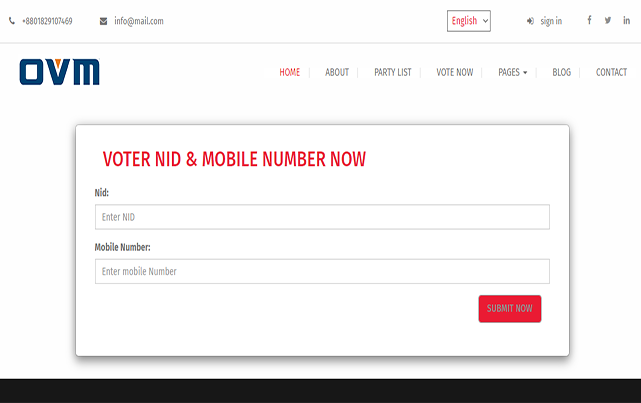 +8801829107469 info@mail.com English sign in
OVM HOME ABOUT PARTY LIST VOTE NOW PAGES BLOG CONTACT
VOTER NID & MOBILE NUMBER NOW
Nid:
Enter NID
Mobile Number:
Enter mobile Number
SUBMIT NOW